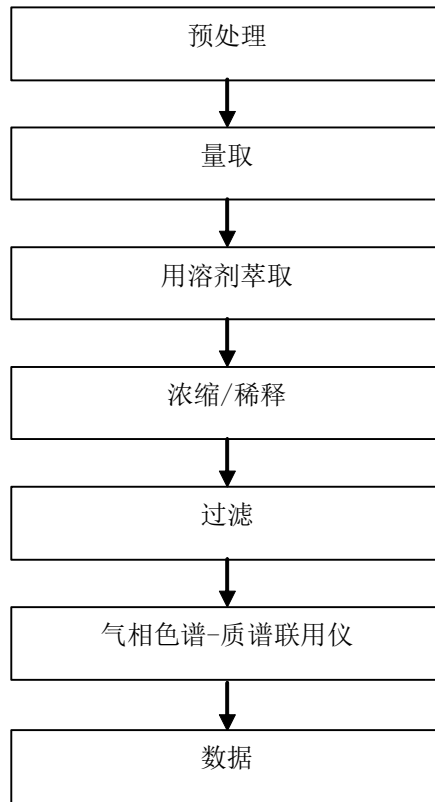 预处理
量取
用溶剂萃取
浓缩/稀释
过滤
气相色谱-质谱联用仪
数据